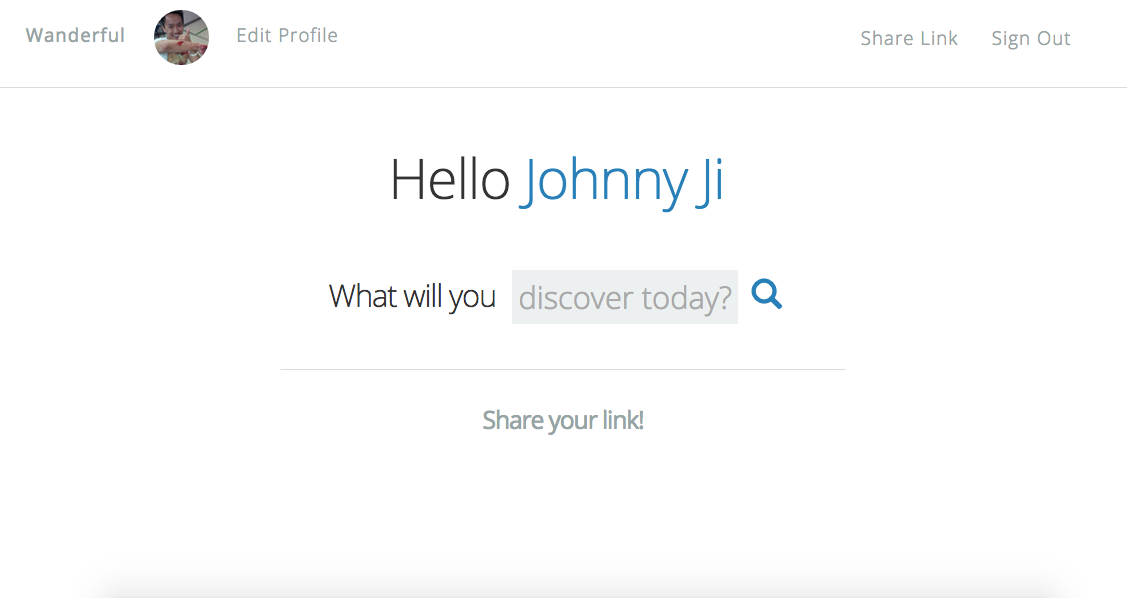 Wanderful Edit Profile Share Link Sign Out
Hello Johnny Ji
What will you discover today?
Share your link!